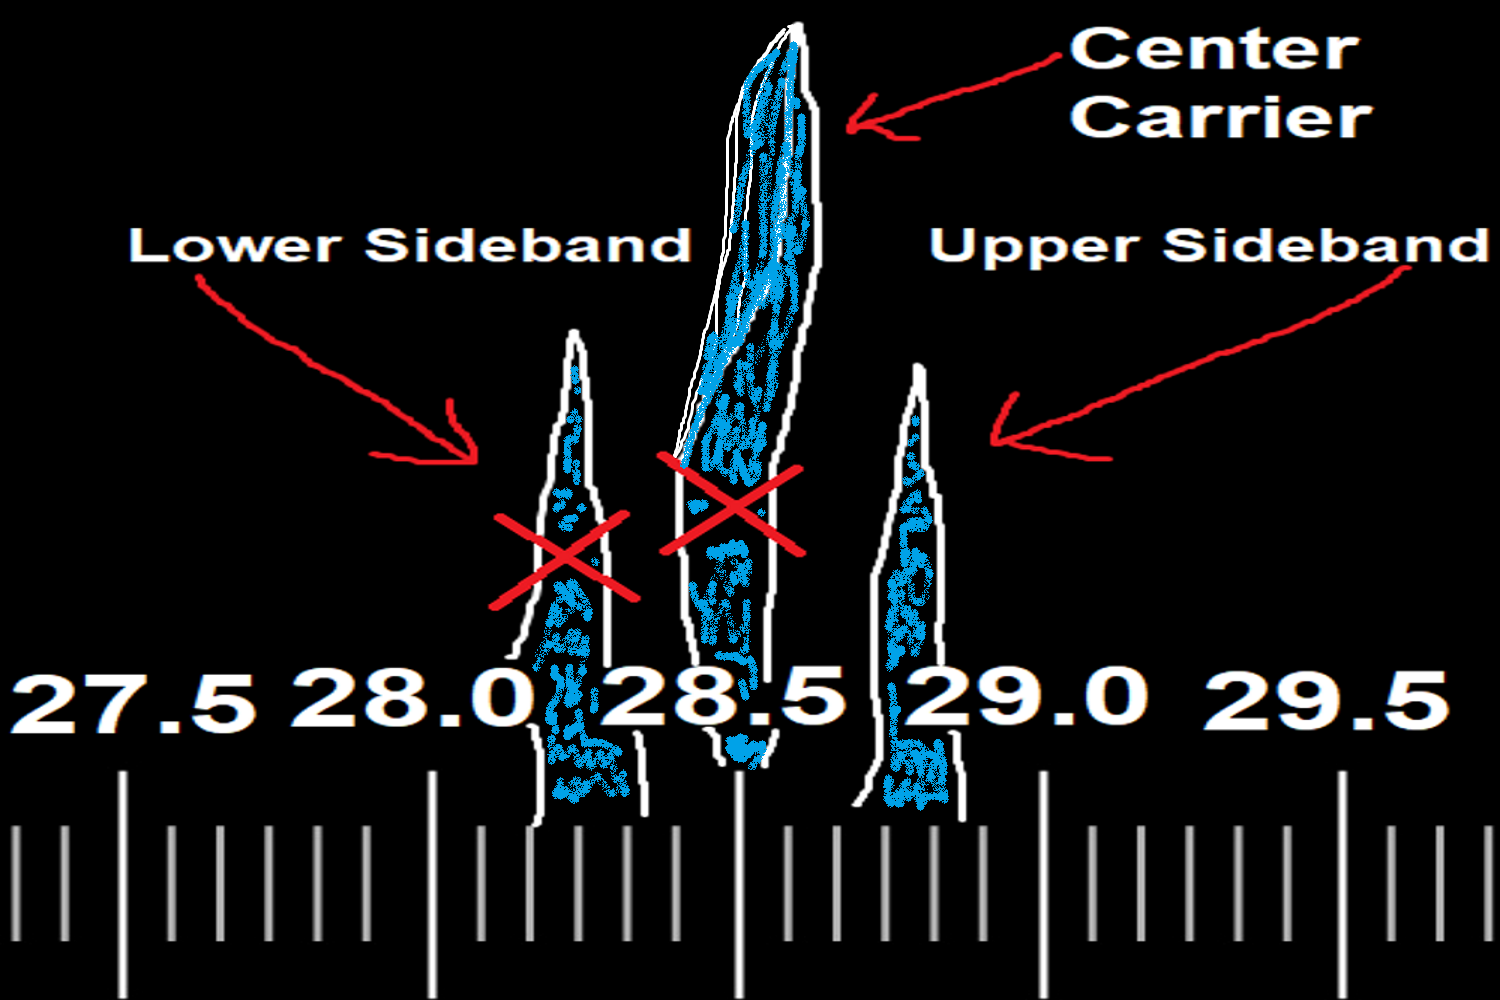 Center
Carrier
Lower Sideband
Upper Sideband
27.5 28.0 28.5 29.0 29.5